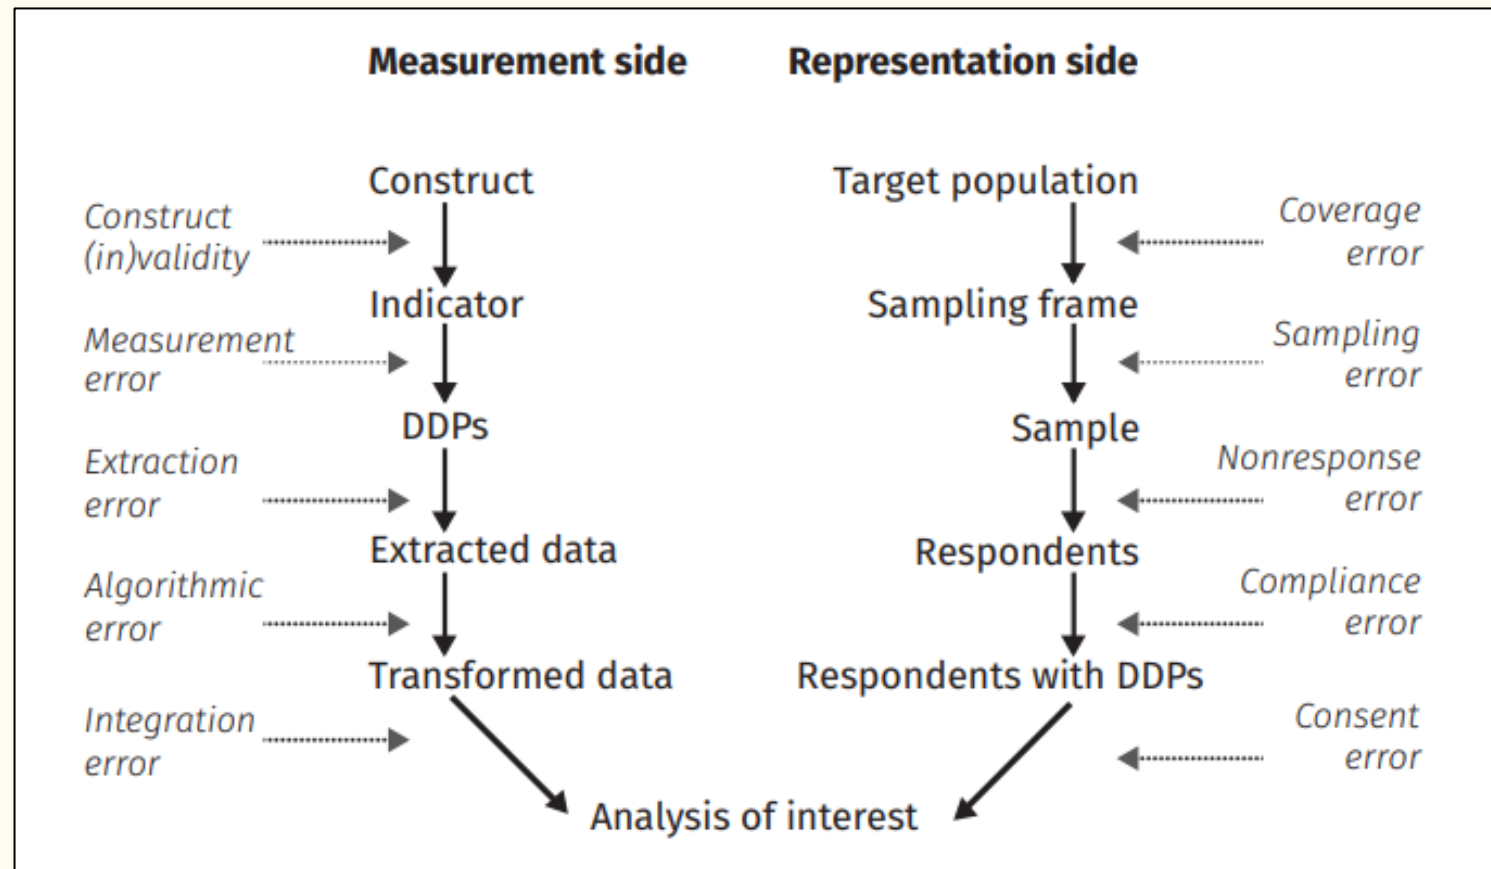 Measurement side
Representation side
Construct
Target population
Construct
(in)validity
Coverage
error
Indicator
Sampling frame
Measurement
error
Sampling
error
DDPs
Sample
Extraction
error
Nonresponse
error
Extracted data
Respondents
Algorithmic
error
Compliance
error
Transformed data
Respondents with DDPs
Integration
error
Consent
error
Analysis of interest